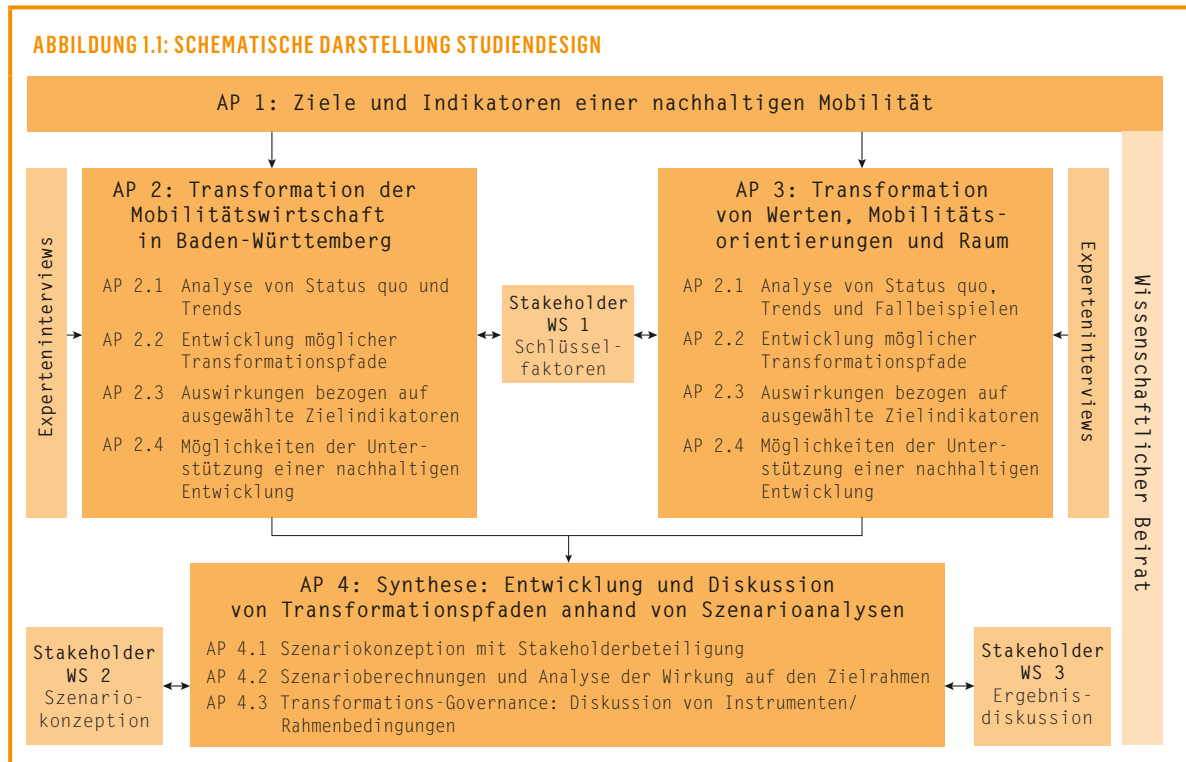 ABBILDUNG 1.1: SCHEMATISCHE DARSTELLUNG STUDIENDESIGN
AP 1: Ziele und Indikatoren einer nachhaltigen Mobilität
Experteninterviews
AP 2: Transformation der
Mobilitätswirtschaft
in Baden-Württemberg
AP 2.1 Analyse von Status quo und
Trends
AP 2.2 Entwicklung möglicher
Transformationspfade
AP 2.3 Auswirkungen bezogen auf
ausgewählte Zielindikatoren
AP 2.4 Möglichkeiten der Unter-
stützung einer nachhaltigen
Entwicklung
Stakeholder
WS 1
Schlüssel-
faktoren
AP 3: Transformation
von Werten, Mobilitäts-
orientierungen und Raum
AP 2.1 Analyse von Status quo,
Trends und Fallbeispielen
AP 2.2 Entwicklung möglicher
Transformationspfade
AP 2.3 Auswirkungen bezogen auf
ausgewählte Zielindikatoren
AP 2.4 Möglichkeiten der Unter-
stützung einer nachhaltigen
Entwicklung
Experteninterviews
Wissenschaftlicher Beirat
Stakeholder
WS 2
Szenario-
konzeption
AP 4: Synthese: Entwicklung und Diskussion
von Transformationspfaden anhand von Szenarioanalysen
AP 4.1 Szenariokonzeption mit Stakeholderbeteiligung
AP 4.2 Szenarioberechnungen und Analyse der Wirkung auf den Zielrahmen
AP 4.3 Transformations-Governance: Diskussion von Instrumenten/
Rahmenbedingungen
Stakeholder
WS 3
Ergebnis-
diskussion